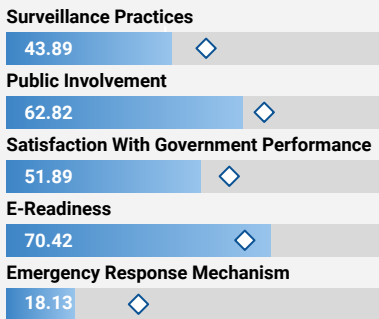 Surveillance Practices
43.89
Public Involvement
62.82
Satisfaction With Government Performance
51.89
E-Readiness
70.42
Emergency Response Mechanism
18.13